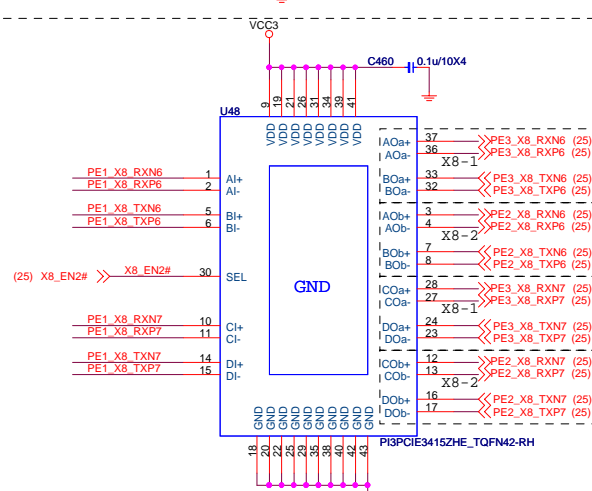 VCC3
C460 0.1u/10X4
U48
9 19 21 26 31 34 39 41
VDD VDD VDD VDD VDD VDD VDD VDD
AOa+ 37 PE3_X8_RXN6 (25)
AOa- 36 PE3_X8_RXP6 (25)
X8-1
PE1_X8_RXN6 1 AI+
PE1_X8_RXP6 2 AI-
BOa+ 33 PE3_X8_TXN6 (25)
BOa- 32 PE3_X8_TXP6 (25)
PE1_X8_TXN6 5 BI+
PE1_X8_TXP6 6 BI-
AOb+ 3 PE2_X8_RXN6 (25)
AOb- 4 PE2_X8_RXP6 (25)
X8-2
BOb+ 7 PE2_X8_TXN6 (25)
BOb- 8 PE2_X8_TXP6 (25)
(25) X8_EN2# X8_EN2# 30 SEL
GND
COa+ 28 PE3_X8_RXN7 (25)
COa- 27 PE3_X8_RXP7 (25)
X8-1
PE1_X8_RXN7 10 CI+
PE1_X8_RXP7 11 CI-
DOa+ 24 PE3_X8_TXN7 (25)
DOa- 23 PE3_X8_TXP7 (25)
PE1_X8_TXN7 14 DI+
PE1_X8_TXP7 15 DI-
COb+ 12 PE2_X8_RXN7 (25)
COb- 13 PE2_X8_RXP7 (25)
X8-2
DOb+ 16 PE2_X8_TXN7 (25)
DOb- 17 PE2_X8_TXP7 (25)
GND GND GND GND GND GND GND GND GND GND
18 20 22 25 29 35 38 40 42 43
PI3PCIE3415ZHE_TQFN42-RH